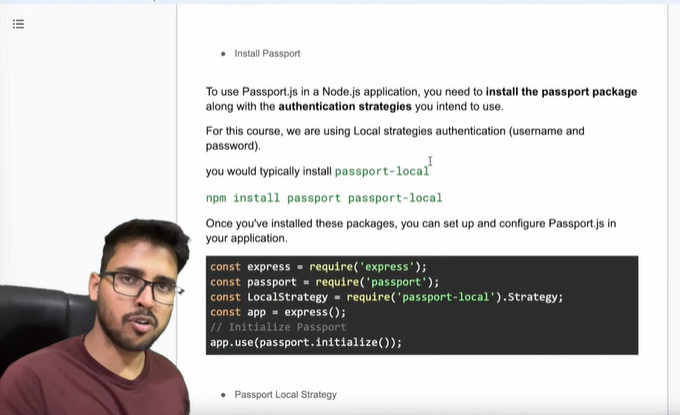 • Install Passport
To use Passport.js in a Node.js application, you need to install the passport package
along with the authentication strategies you intend to use.
For this course, we are using Local strategies authentication (username and
password).
you would typically install passport-local
npm install passport passport-local
Once you've installed these packages, you can set up and configure Passport.js in
your application.
const express = require('express');
const passport = require('passport');
const LocalStrategy = require('passport-local').Strategy;
const app = express();
// Initialize Passport
app.use(passport.initialize());
• Passport Local Strategy